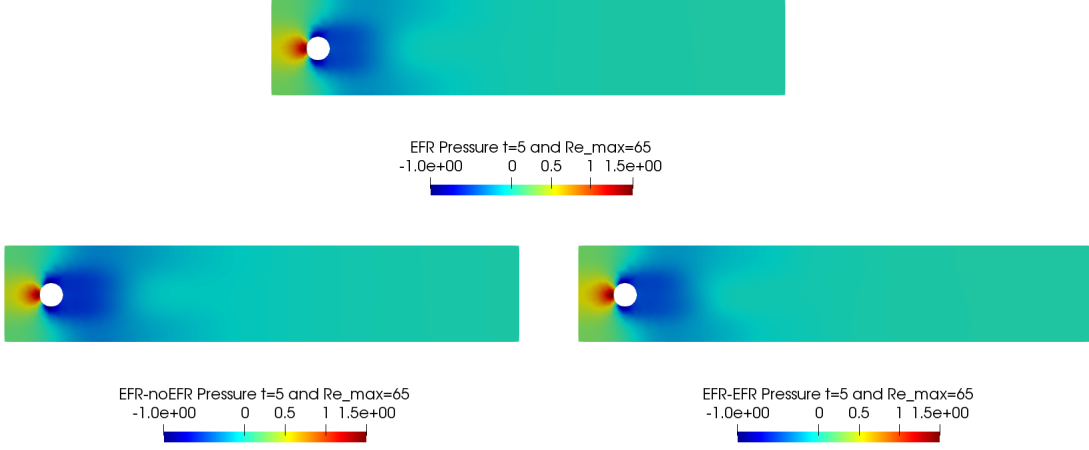 EFR Pressure t=5 and Re_max=65
-1.0e+00 0 0.5 1 1.5e+00
EFR-noEFR Pressure t=5 and Re_max=65
-1.0e+00 0 0.5 1 1.5e+00
EFR-EFR Pressure t=5 and Re_max=65
-1.0e+00 0 0.5 1 1.5e+00